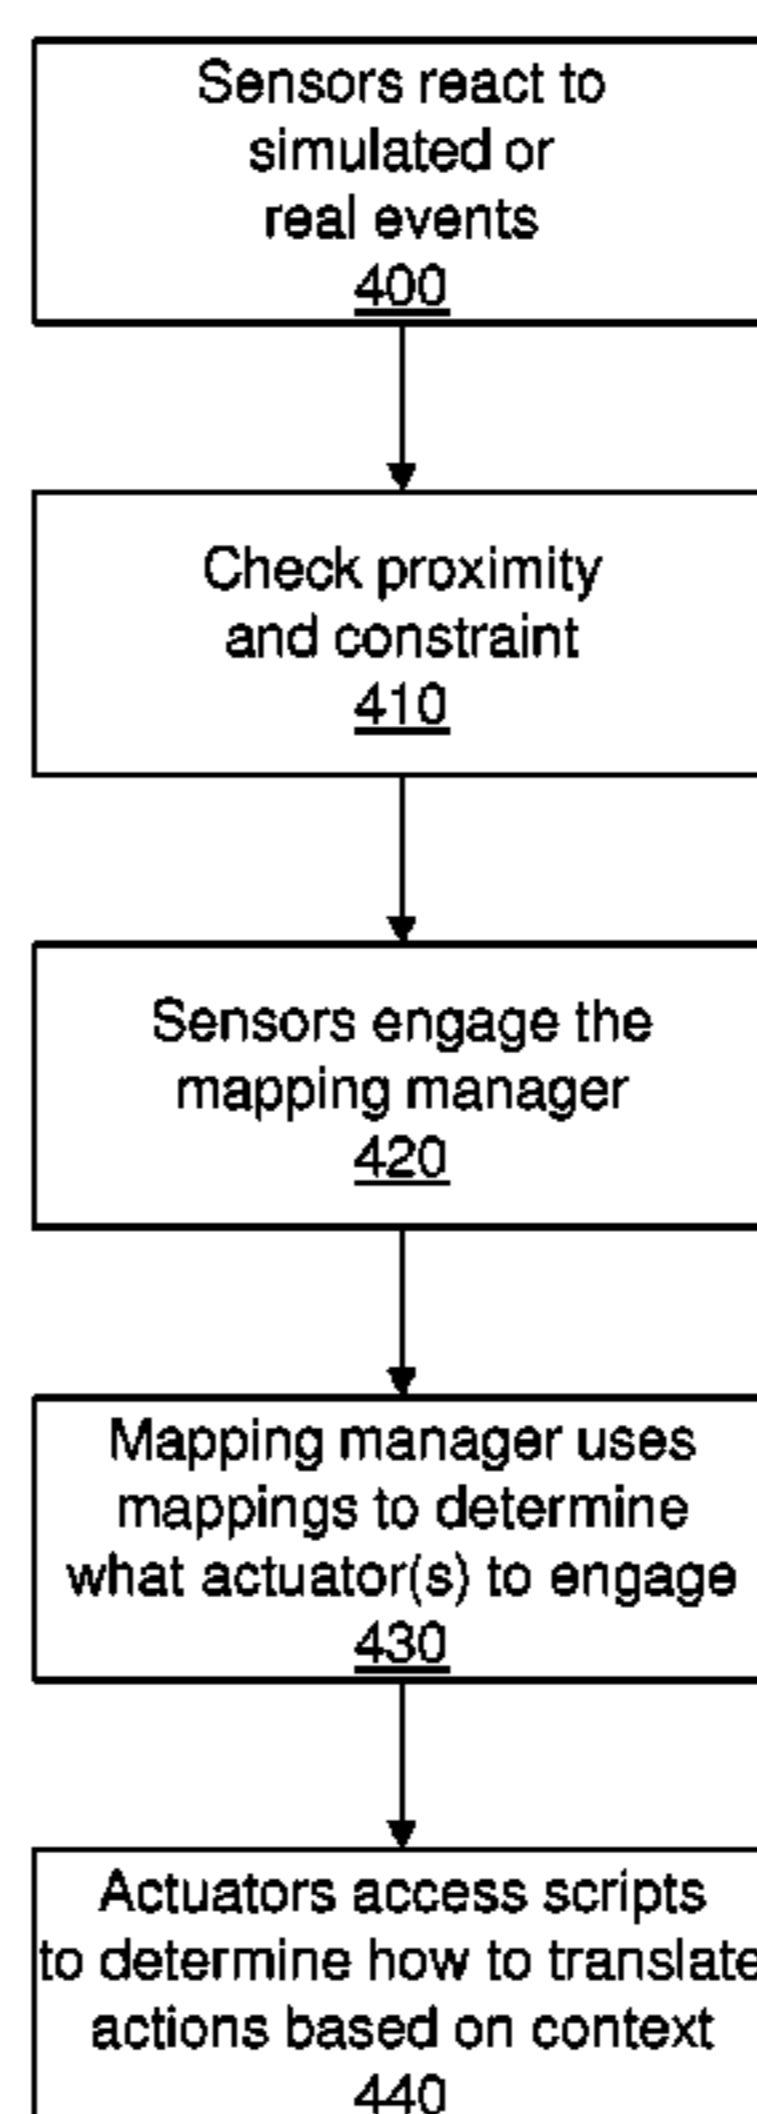 Sensors react to
simulated or
real events
400
Check proximity
and constraint
410
Sensors engage the
mapping manager
420
Mapping manager uses
mappings to determine
what actuator(s) to engage
430
Actuators access scripts
to determine how to translate
actions based on context
440